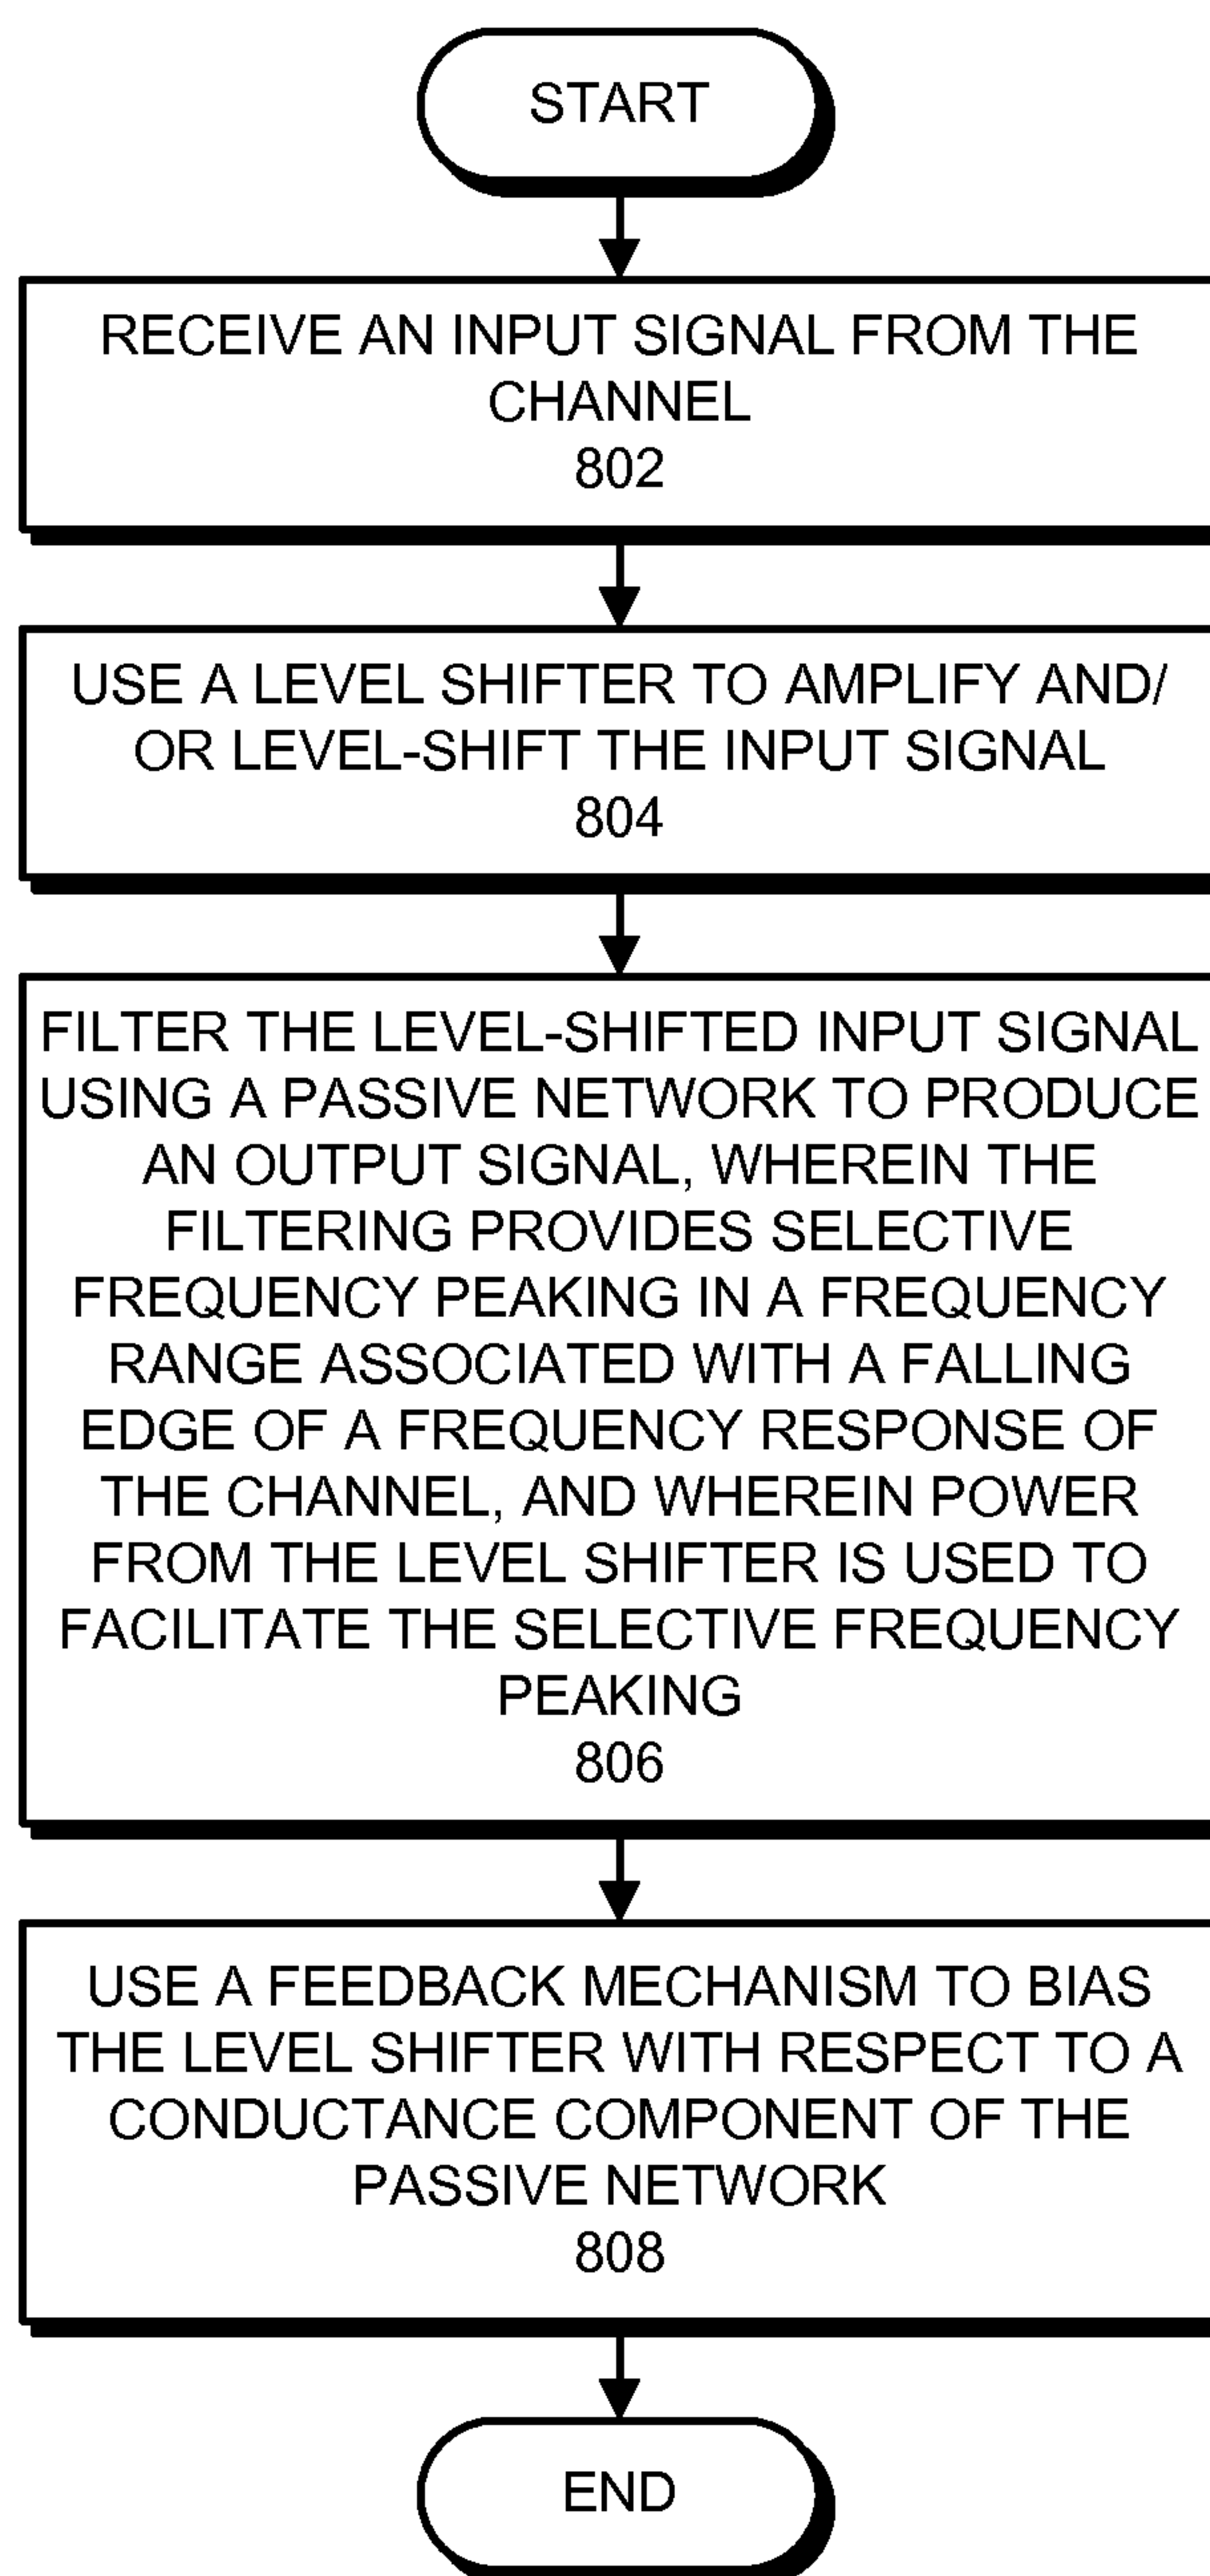 START
RECEIVE AN INPUT SIGNAL FROM THE
CHANNEL
802
USE A LEVEL SHIFTER TO AMPLIFY AND/
OR LEVEL-SHIFT THE INPUT SIGNAL
804
FILTER THE LEVEL-SHIFTED INPUT SIGNAL
USING A PASSIVE NETWORK TO PRODUCE
AN OUTPUT SIGNAL, WHEREIN THE
FILTERING PROVIDES SELECTIVE
FREQUENCY PEAKING IN A FREQUENCY
RANGE ASSOCIATED WITH A FALLING
EDGE OF A FREQUENCY RESPONSE OF
THE CHANNEL, AND WHEREIN POWER
FROM THE LEVEL SHIFTER IS USED TO
FACILITATE THE SELECTIVE FREQUENCY
PEAKING
806
USE A FEEDBACK MECHANISM TO BIAS
THE LEVEL SHIFTER WITH RESPECT TO A
CONDUCTANCE COMPONENT OF THE
PASSIVE NETWORK
808
END